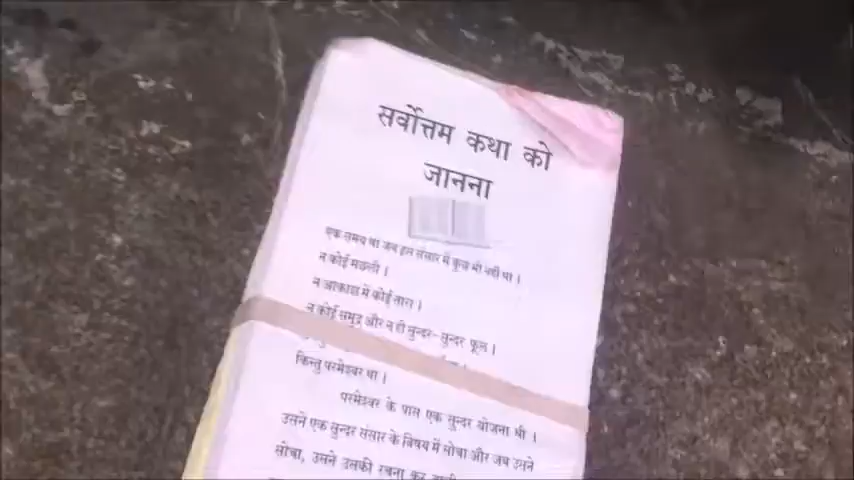 सर्वोत्तम कथा को
जानना
एक समय था जब इस संसार में कुछ भी नहीं था।
न कोई मछली।
न आकाश में कोई तारा।
न कोई समुद्र और न ही सुन्दर-सुन्दर फूल।
किन्तु परमेश्वर था।
परमेश्वर के पास एक सुन्दर योजना थी।
उसने एक सुन्दर संसार के विषय में सोचा और जब उसने
सोचा, उसने उसकी रचना कर